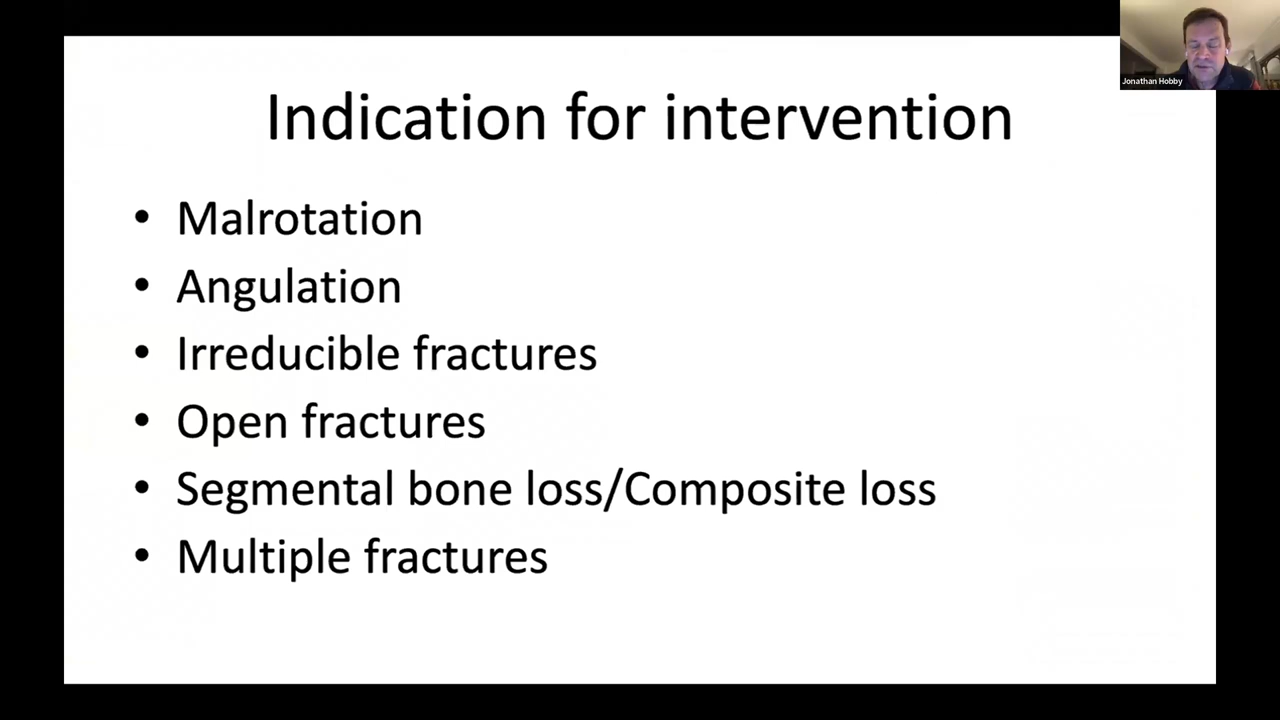 Indication for intervention
• Malrotation
• Angulation
• Irreducible fractures
• Open fractures
• Segmental bone loss/Composite loss
• Multiple fractures
Jonathan Hobby